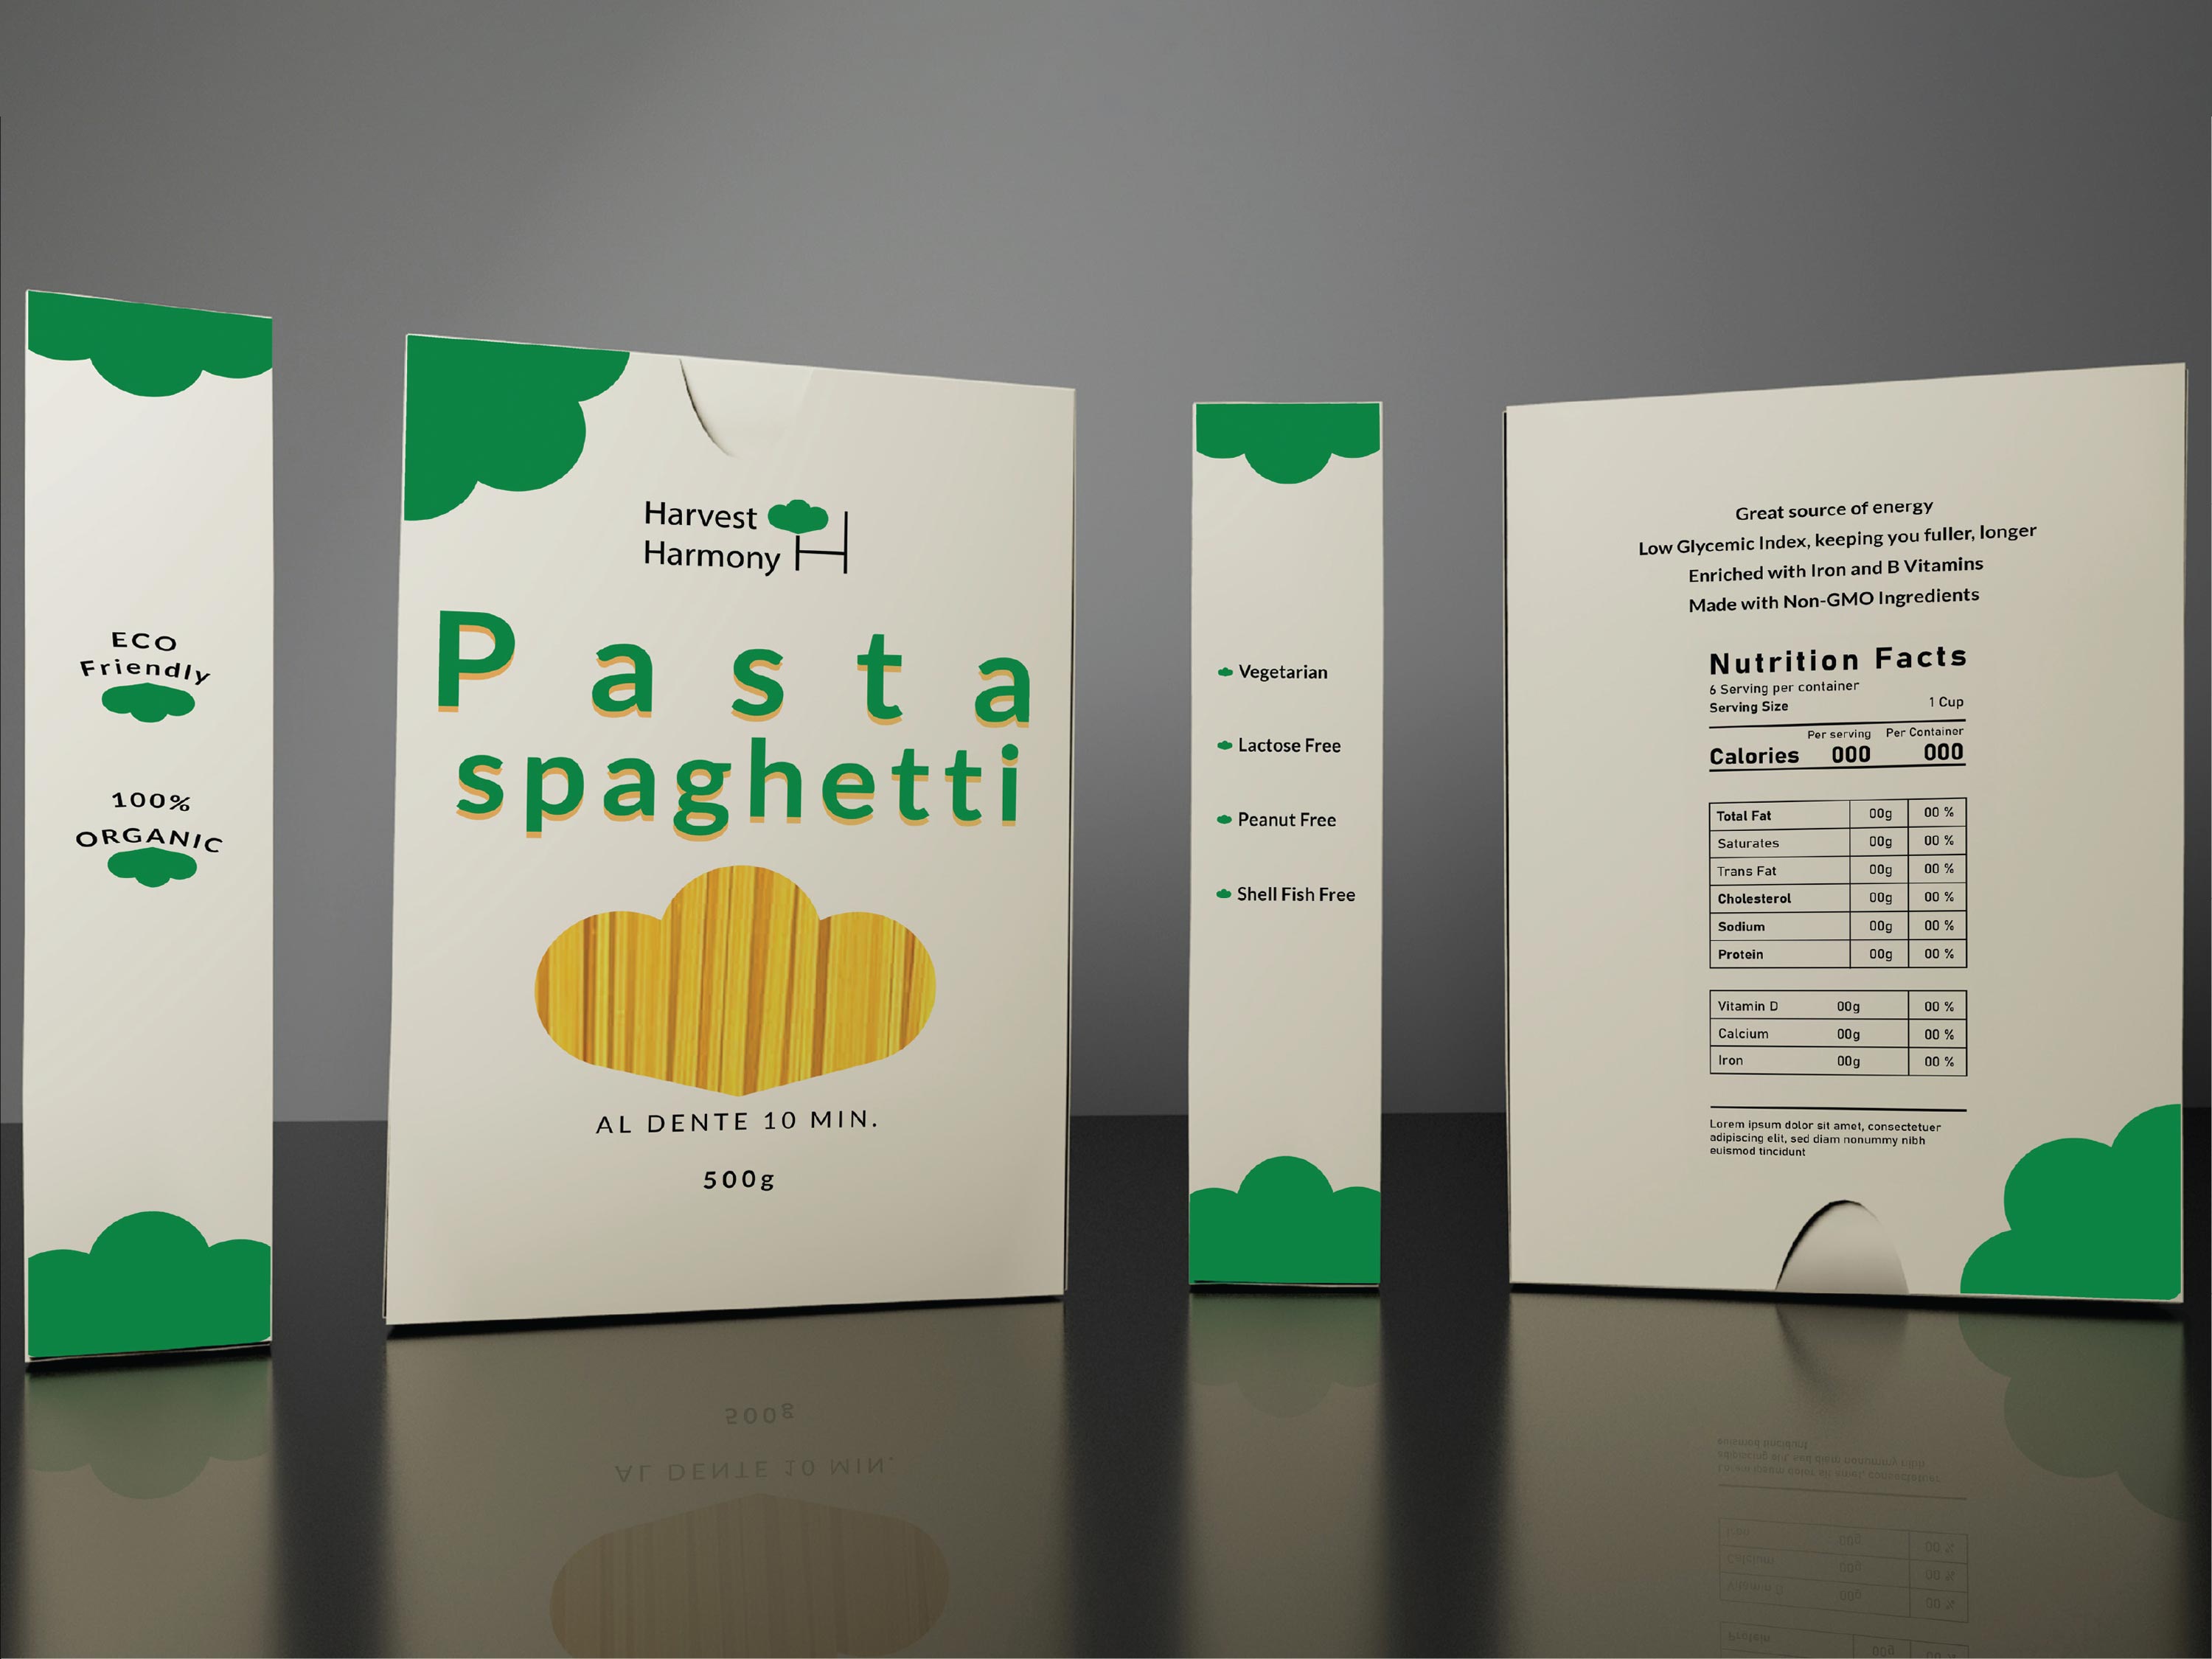 ECO
Friendly
100%
ORGANIC
Harvest
Harmony
Pasta
spaghetti
AL DENTE 10 MIN.
500g
Vegetarian
Lactose Free
Peanut Free
Shell Fish Free
Great source of energy
Low Glycemic Index, keeping you fuller, longer
Enriched with Iron and B Vitamins
Made with Non-GMO Ingredients
Nutrition Facts
6 Serving per container
Serving Size 1 Cup
Per serving Per Container
Calories 000 000
Total Fat 00g 00 %
Saturates 00g 00 %
Trans Fat 00g 00 %
Cholesterol 00g 00 %
Sodium 00g 00 %
Protein 00g 00 %
Vitamin D 00g 00 %
Calcium 00g 00 %
Iron 00g 00 %
Lorem ipsum dolor sit amet, consectetuer
adipiscing elit, sed diam nonummy nibh
euismod tincidunt